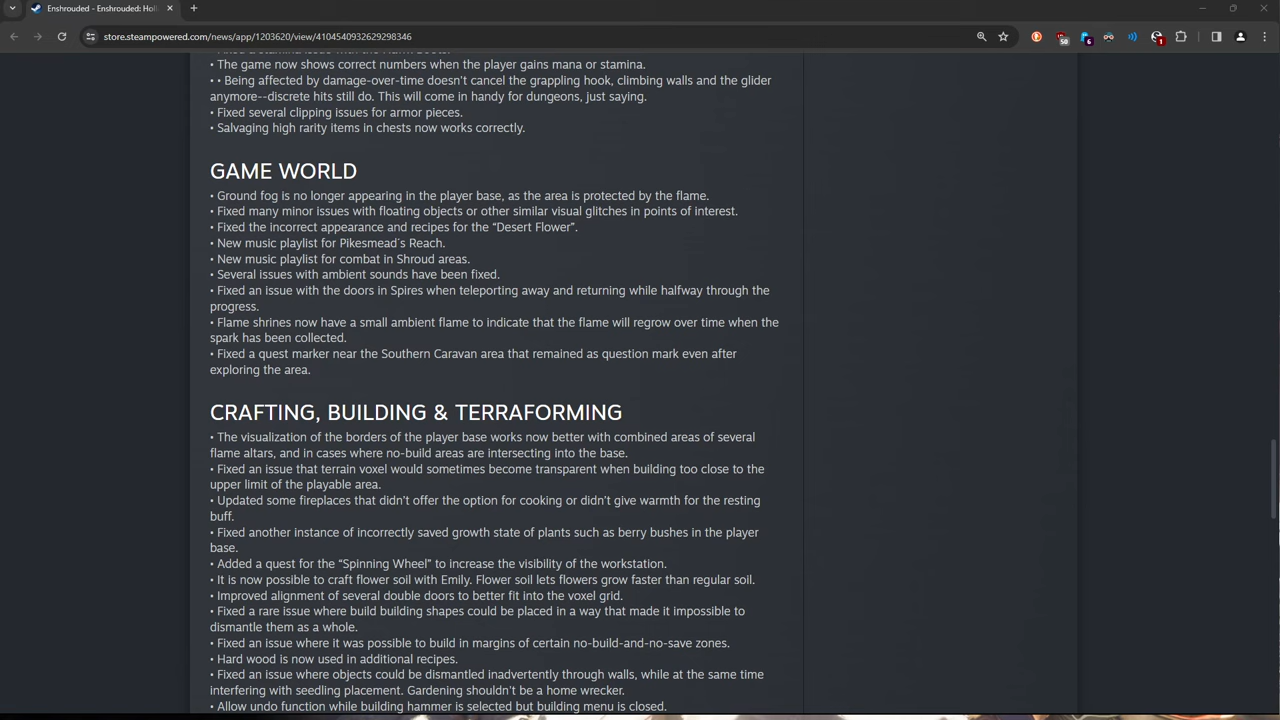 Enshrouded - Enshrouded: Holl
store.steampowered.com/news/app/1203620/view/4104540932629298346
50
6
1
• The game now shows correct numbers when the player gains mana or stamina.
• • Being affected by damage-over-time doesn't cancel the grappling hook, climbing walls and the glider
anymore--discrete hits still do. This will come in handy for dungeons, just saying.
• Fixed several clipping issues for armor pieces.
• Salvaging high rarity items in chests now works correctly.
GAME WORLD
• Ground fog is no longer appearing in the player base, as the area is protected by the flame.
• Fixed many minor issues with floating objects or other similar visual glitches in points of interest.
• Fixed the incorrect appearance and recipes for the “Desert Flower”.
• New music playlist for Pikesmead´s Reach.
• New music playlist for combat in Shroud areas.
• Several issues with ambient sounds have been fixed.
• Fixed an issue with the doors in Spires when teleporting away and returning while halfway through the
progress.
• Flame shrines now have a small ambient flame to indicate that the flame will regrow over time when the
spark has been collected.
• Fixed a quest marker near the Southern Caravan area that remained as question mark even after
exploring the area.
CRAFTING, BUILDING & TERRAFORMING
• The visualization of the borders of the player base works now better with combined areas of several
flame altars, and in cases where no-build areas are intersecting into the base.
• Fixed an issue that terrain voxel would sometimes become transparent when building too close to the
upper limit of the playable area.
• Updated some fireplaces that didn’t offer the option for cooking or didn’t give warmth for the resting
buff.
• Fixed another instance of incorrectly saved growth state of plants such as berry bushes in the player
base.
• Added a quest for the “Spinning Wheel” to increase the visibility of the workstation.
• It is now possible to craft flower soil with Emily. Flower soil lets flowers grow faster than regular soil.
• Improved alignment of several double doors to better fit into the voxel grid.
• Fixed a rare issue where build building shapes could be placed in a way that made it impossible to
dismantle them as a whole.
• Fixed an issue where it was possible to build in margins of certain no-build-and-no-save zones.
• Hard wood is now used in additional recipes.
• Fixed an issue where objects could be dismantled inadvertently through walls, while at the same time
interfering with seedling placement. Gardening shouldn't be a home wrecker.
• Allow undo function while building hammer is selected but building menu is closed.